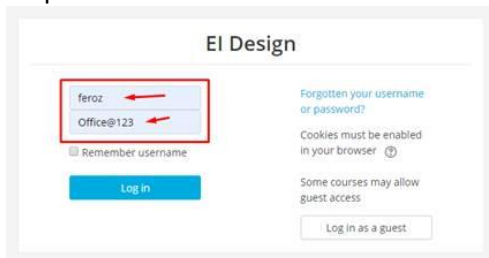 EI Design
feroz
Office@123
Remember username
Log in
Forgotten your username
or password?
Cookies must be enabled
in your browser
Some courses may allow
guest access
Log in as a guest